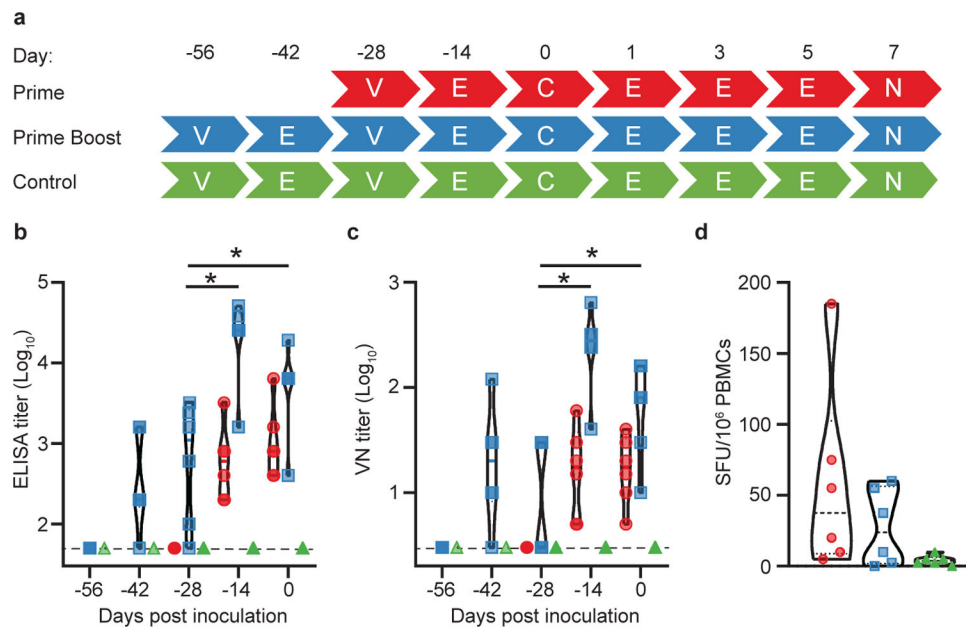 a
Day: -56 -42 -28 -14 0 1 3 5 7
Prime V E C E E E N
Prime Boost V E V E C E E E N
Control V E V E C E E E N
b
ELISA titer (Log₁₀)
5
4
3
2
* *
-56 -42 -28 -14 0
Days post inoculation
c
VN titer (Log₁₀)
3
2
1
* *
-56 -42 -28 -14 0
Days post inoculation
d
SFU/10⁶ PBMCs
200
150
100
50
0